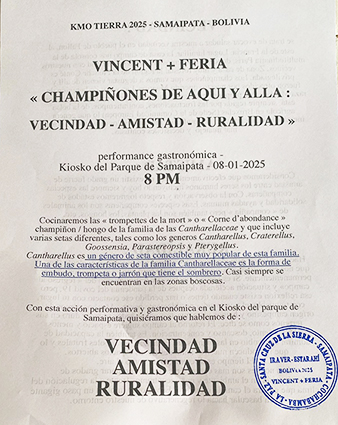 KMO TIERRA 2025 - SAMAIPATA - BOLIVIA
VINCENT + FERIA
« CHAMPIÑONES DE AQUI Y ALLA :
VECINDAD - AMISTAD - RURALIDAD »
performance gastronómica -
Kiosko del Parque de Samaipata - 08-01-2025
8 PM
Cocinaremos las « trompettes de la mort » o « Corne d’abondance »
champiñon / hongo de la familia de las Cantharellaceae y que incluye
varias setas diferentes, tales como los generos Cantharellus, Craterellus,
Goossensia, Parastereopsis y Pterygellus.
Cantharellus es un género de seta comestible muy popular de esta familia.
Una de las características de la familia Cantharellaceae es la forma de
embudo, trompeta o jarrón que tiene el sombrero. Casi siempre se
encuentran en las zonas boscosas.
Con esta acción performativa y gastronómica en el Kiosko del parque de
Samaipata, quisiéramos que hablemos de :
VECINDAD
AMISTAD
RURALIDAD
SANTA CRUZ DE LA SIERRA - SAMAIPATA - COCHABAMBA - LA PAZ -
IRAVER - ESTARAHÍ
BOLIVIA 2025
VINCENT + FERIA